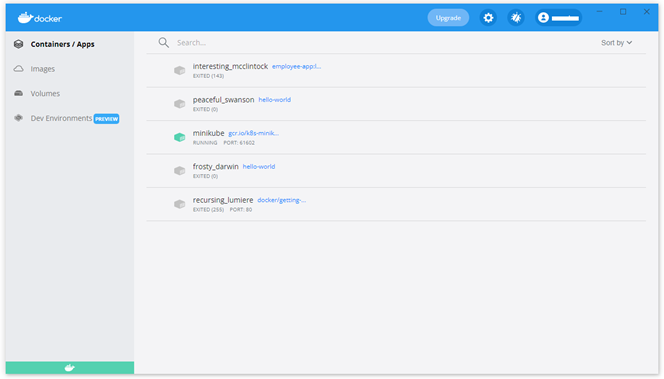 docker
Upgrade
Containers / Apps
Images
Volumes
Dev Environments PREVIEW
Search...
Sort by
interesting_mcclintock employee-app:l...
EXITED (143)
peaceful_swanson hello-world
EXITED (0)
minikube gcr.io/k8s-minik...
RUNNING PORT: 61602
frosty_darwin hello-world
EXITED (0)
recursing_lumiere docker/getting-...
EXITED (255) PORT: 80